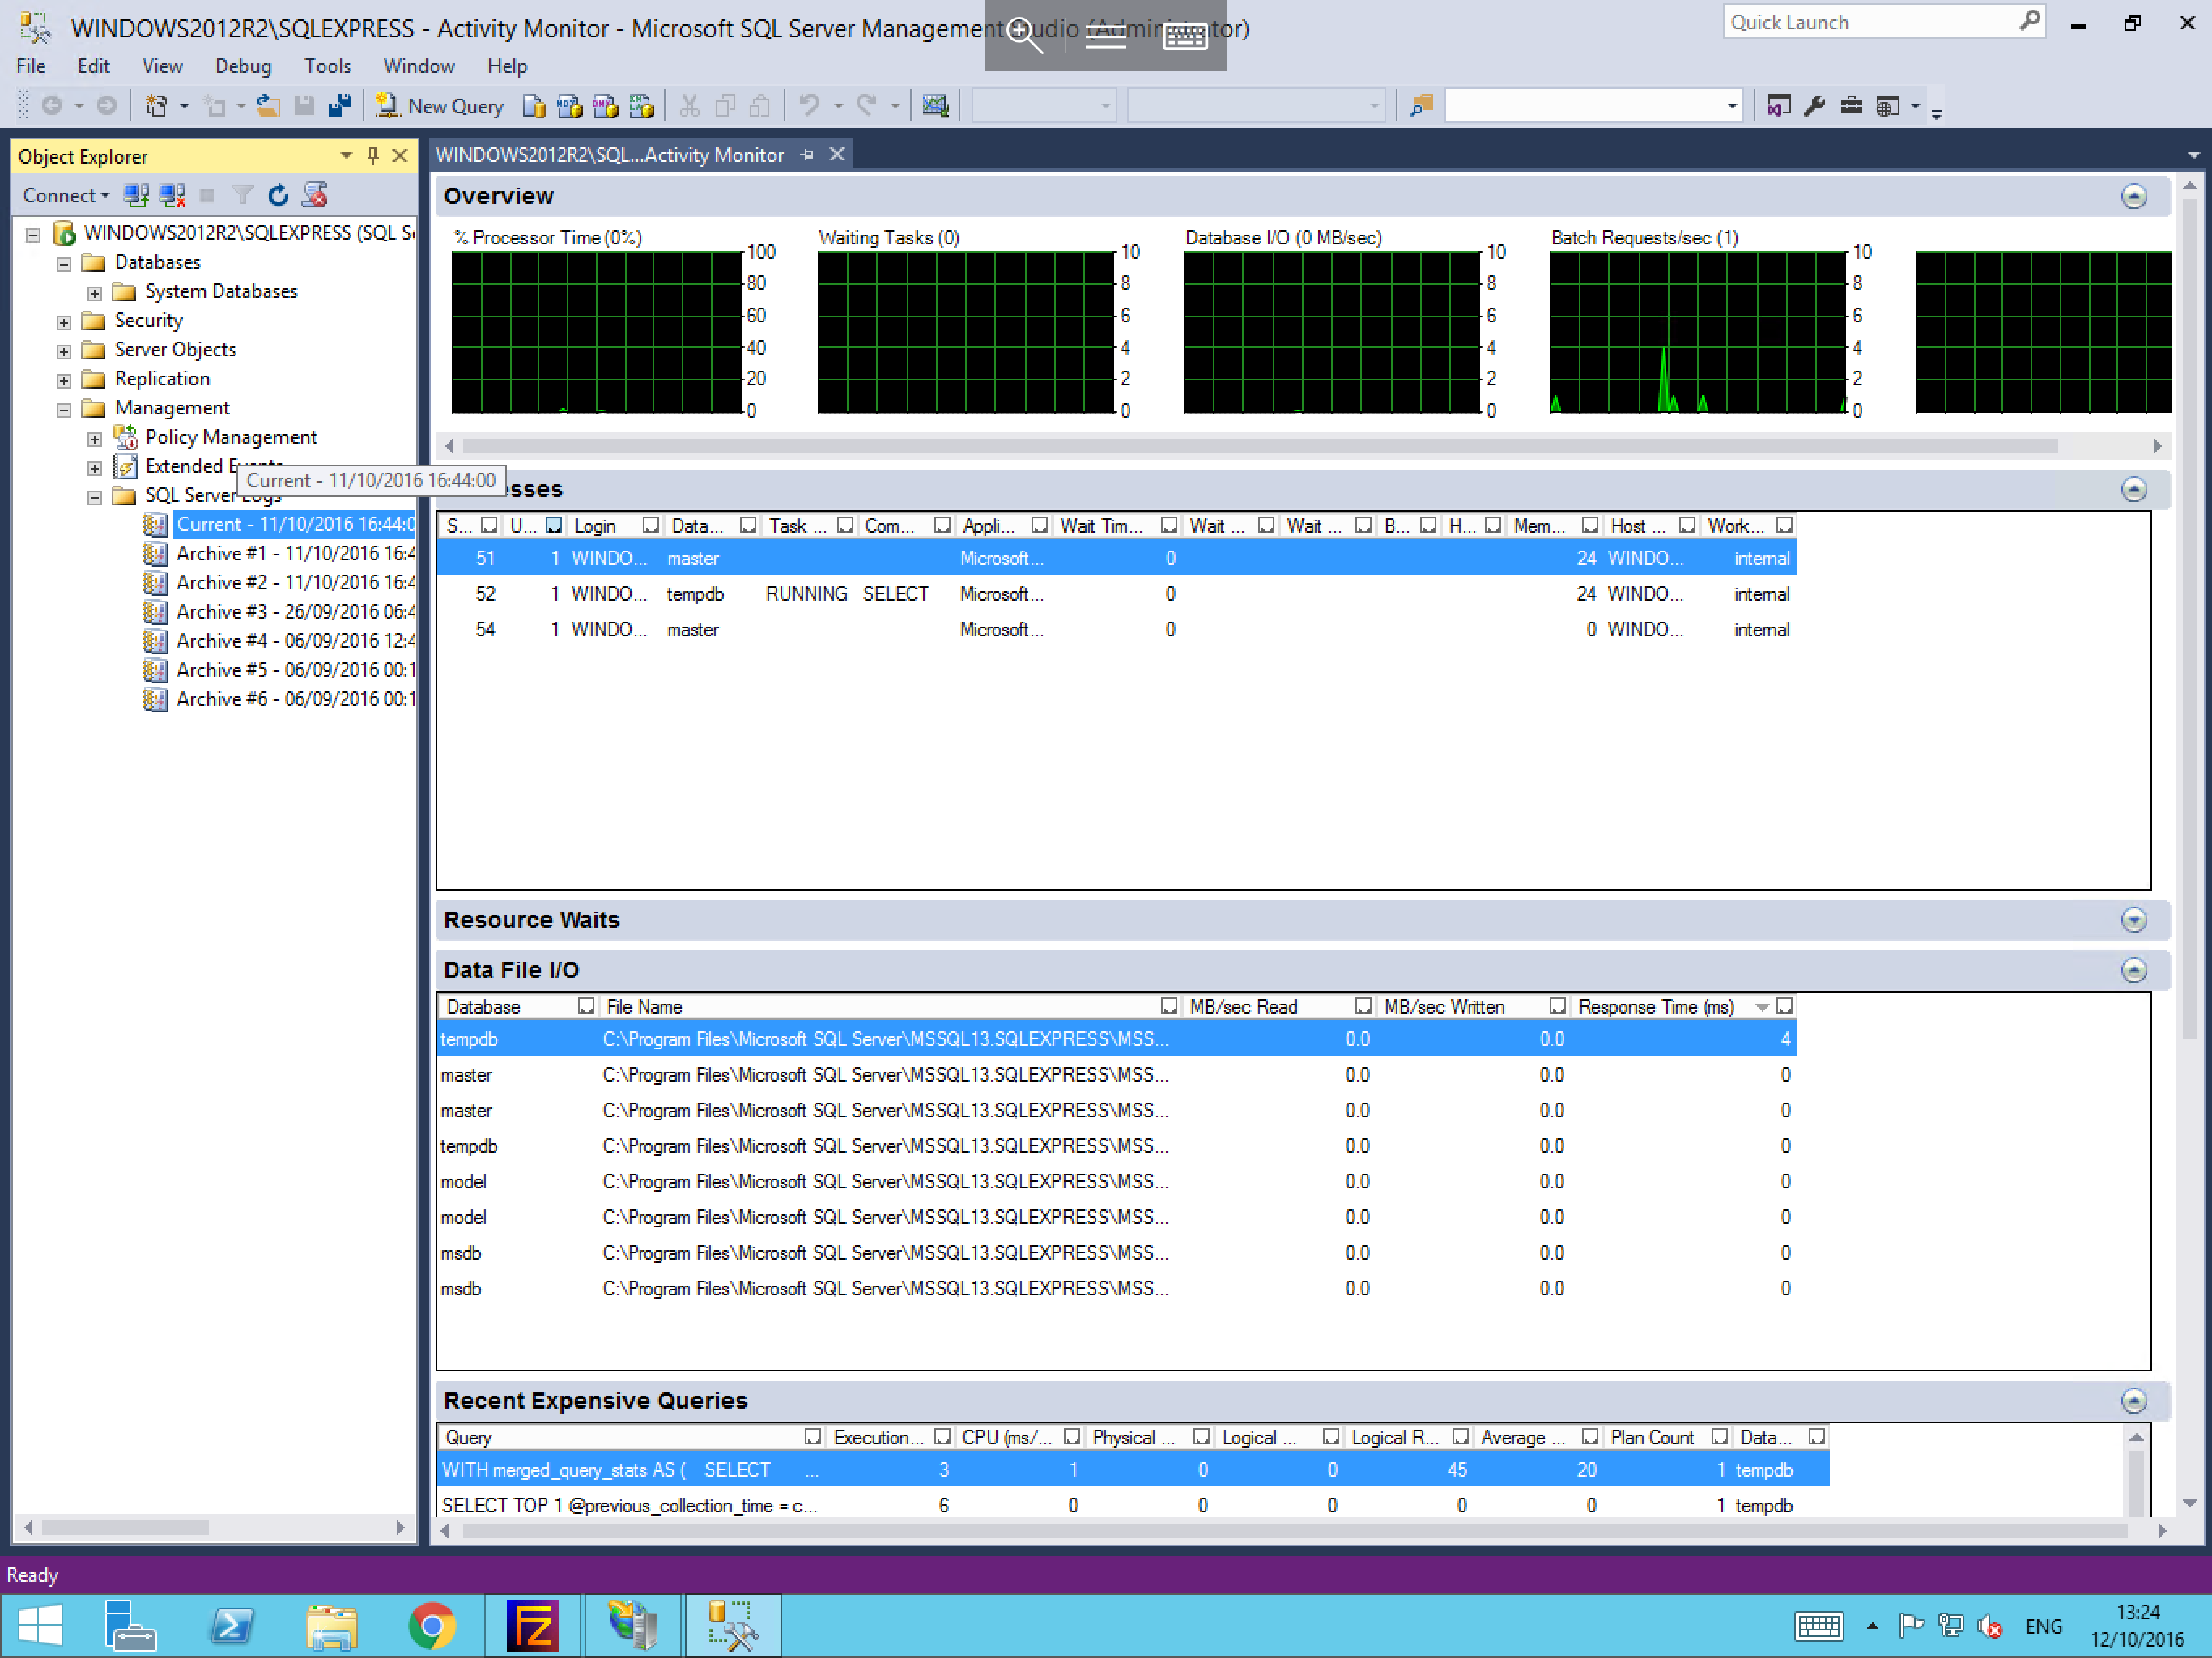 WINDOWS2012R2\SQLEXPRESS - Activity Monitor - Microsoft SQL Server Management Studio (Administrator)
Quick Launch
File Edit View Debug Tools Window Help
New Query
Object Explorer
WINDOWS2012R2\SQL...Activity Monitor
Connect
WINDOWS2012R2\SQLEXPRESS (SQL S
Databases
System Databases
Security
Server Objects
Replication
Management
Policy Management
Extended Events
Current - 11/10/2016 16:44:00
SQL Server Logs
Current - 11/10/2016 16:44:0
Archive #1 - 11/10/2016 16:4
Archive #2 - 11/10/2016 16:4
Archive #3 - 26/09/2016 06:4
Archive #4 - 06/09/2016 12:4
Archive #5 - 06/09/2016 00:1
Archive #6 - 06/09/2016 00:1
Overview
% Processor Time (0%)
100
80
60
40
20
0
Waiting Tasks (0)
10
8
6
4
2
0
Database I/O (0 MB/sec)
10
8
6
4
2
0
Batch Requests/sec (1)
10
8
6
4
2
0
esses
S... U... Login Data... Task ... Com... Appli... Wait Tim... Wait ... Wait ... B... H... Mem... Host ... Work...
51 1 WINDO... master Microsoft... 0 24 WINDO... internal
52 1 WINDO... tempdb RUNNING SELECT Microsoft... 0 24 WINDO... internal
54 1 WINDO... master Microsoft... 0 0 WINDO... internal
Resource Waits
Data File I/O
Database File Name MB/sec Read MB/sec Written Response Time (ms)
tempdb C:\Program Files\Microsoft SQL Server\MSSQL13.SQLEXPRESS\MSS... 0.0 0.0 4
master C:\Program Files\Microsoft SQL Server\MSSQL13.SQLEXPRESS\MSS... 0.0 0.0 0
master C:\Program Files\Microsoft SQL Server\MSSQL13.SQLEXPRESS\MSS... 0.0 0.0 0
tempdb C:\Program Files\Microsoft SQL Server\MSSQL13.SQLEXPRESS\MSS... 0.0 0.0 0
model C:\Program Files\Microsoft SQL Server\MSSQL13.SQLEXPRESS\MSS... 0.0 0.0 0
model C:\Program Files\Microsoft SQL Server\MSSQL13.SQLEXPRESS\MSS... 0.0 0.0 0
msdb C:\Program Files\Microsoft SQL Server\MSSQL13.SQLEXPRESS\MSS... 0.0 0.0 0
msdb C:\Program Files\Microsoft SQL Server\MSSQL13.SQLEXPRESS\MSS... 0.0 0.0 0
Recent Expensive Queries
Query Execution... CPU (ms/... Physical ... Logical ... Logical R... Average ... Plan Count Data...
WITH merged_query_stats AS ( SELECT ... 3 1 0 0 45 20 1 tempdb
SELECT TOP 1 @previous_collection_time = c... 6 0 0 0 0 0 1 tempdb
Ready
ENG
13:24
12/10/2016